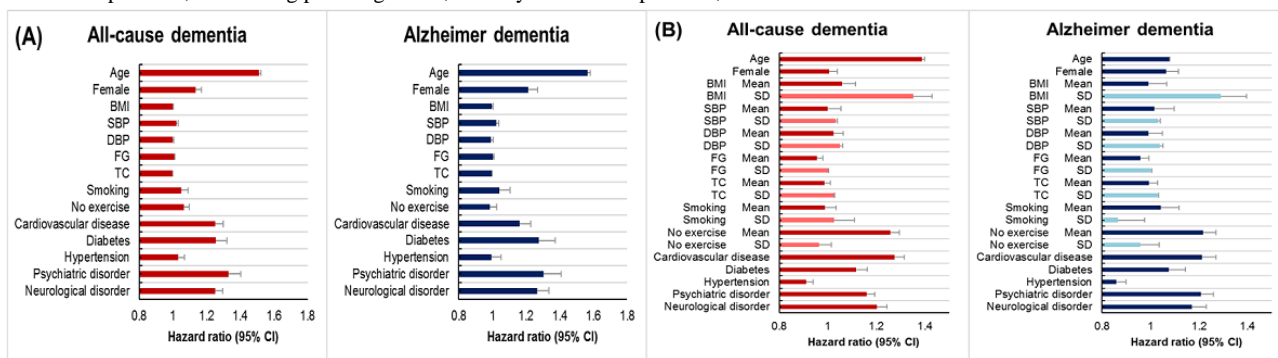 (A)
All-cause dementia
Age
Female
BMI
SBP
DBP
FG
TC
Smoking
No exercise
Cardiovascular disease
Diabetes
Hypertension
Psychiatric disorder
Neurological disorder
0.8 1 1.2 1.4 1.6 1.8
Hazard ratio (95% CI)
Alzheimer dementia
Age
Female
BMI
SBP
DBP
FG
TC
Smoking
No exercise
Cardiovascular disease
Diabetes
Hypertension
Psychiatric disorder
Neurological disorder
0.8 1 1.2 1.4 1.6 1.8
Hazard ratio (95% CI)
(B)
All-cause dementia
Age
Female
BMI Mean
BMI SD
SBP Mean
SBP SD
DBP Mean
DBP SD
FG Mean
FG SD
TC Mean
TC SD
Smoking Mean
Smoking SD
No exercise Mean
No exercise SD
Cardiovascular disease
Diabetes
Hypertension
Psychiatric disorder
Neurological disorder
0.8 1 1.2 1.4
Hazard ratio (95% CI)
Alzheimer dementia
Age
Female
BMI Mean
BMI SD
SBP Mean
SBP SD
DBP Mean
DBP SD
FG Mean
FG SD
TC Mean
TC SD
Smoking Mean
Smoking SD
No exercise Mean
No exercise SD
Cardiovascular disease
Diabetes
Hypertension
Psychiatric disorder
Neurological disorder
0.8 1 1.2 1.4
Hazard ratio (95% CI)